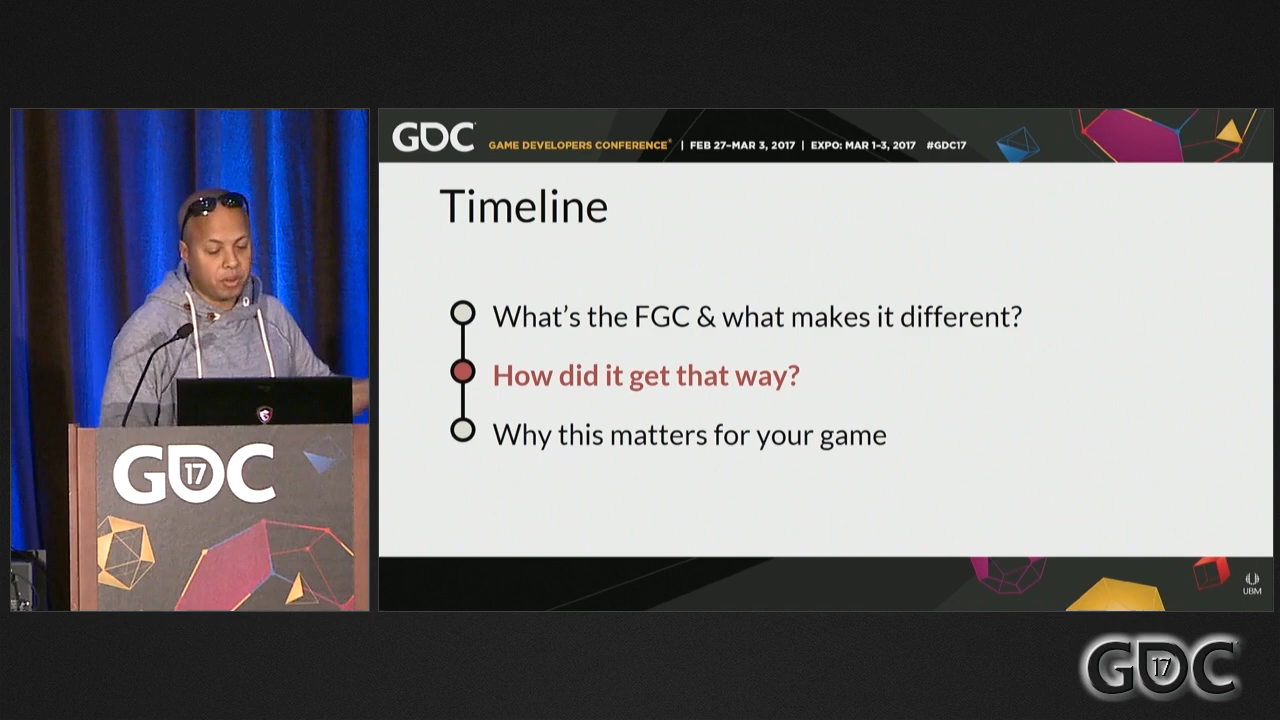 GDC
GAME DEVELOPERS CONFERENCE® | FEB 27–MAR 3, 2017 | EXPO: MAR 1–3, 2017 #GDC17
Timeline
What's the FGC & what makes it different?
How did it get that way?
Why this matters for your game
GDC
17
UBM
GDC
17